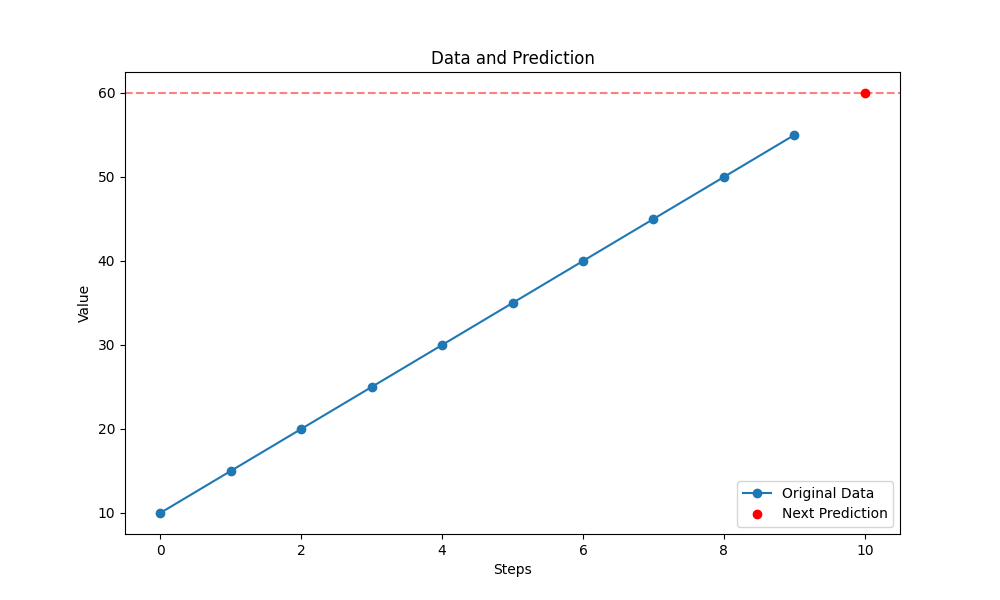 Data and Prediction
60
50
40
30
20
10
Value
0 2 4 6 8 10
Steps
Original Data
Next Prediction